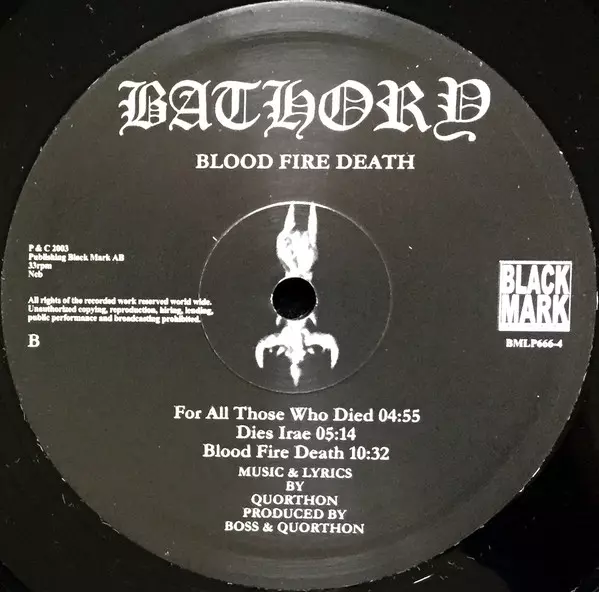 BATHORY
BLOOD FIRE DEATH
P & C 2003
Publishing Black Mark AB
33rpm
Ncb
All rights of the recorded work reserved world wide.
Unauthorized copying, reproduction, hiring, lending,
public performance and broadcasting prohibited.
B
BLACK
MARK
BMLP666-4
For All Those Who Died 04:55
Dies Irae 05:14
Blood Fire Death 10:32
MUSIC & LYRICS
BY
QUORTHON
PRODUCED BY
BOSS & QUORTHON